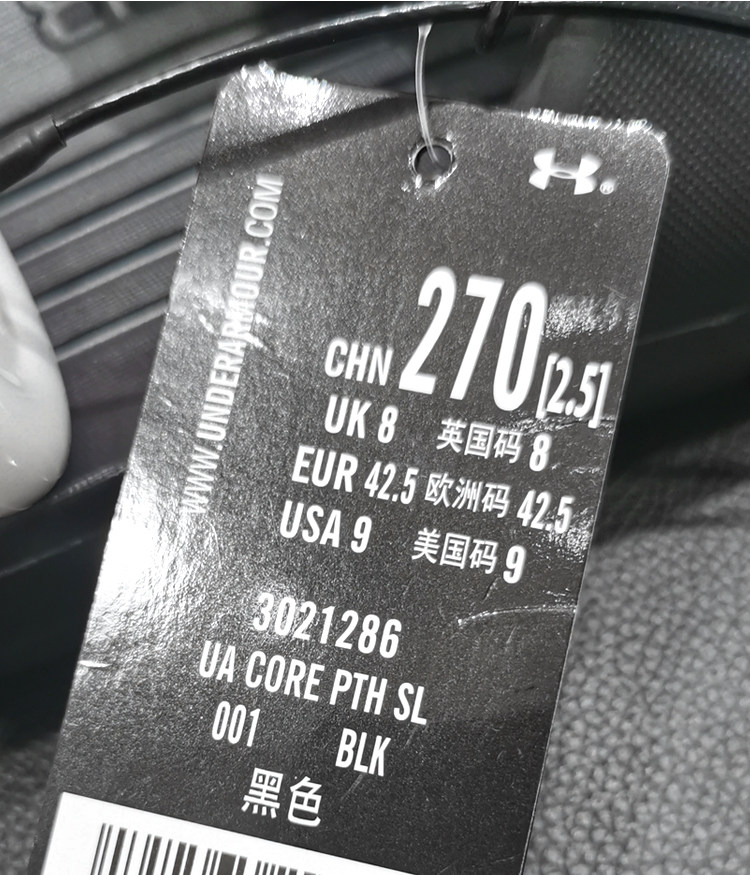 WWW.UNDERARMOUR.COM
CHN 270 [2.5]
UK 8 英国码 8
EUR 42.5 欧洲码 42.5
USA 9 美国码 9
3021286
UA CORE PTH SL
001 BLK
黑色